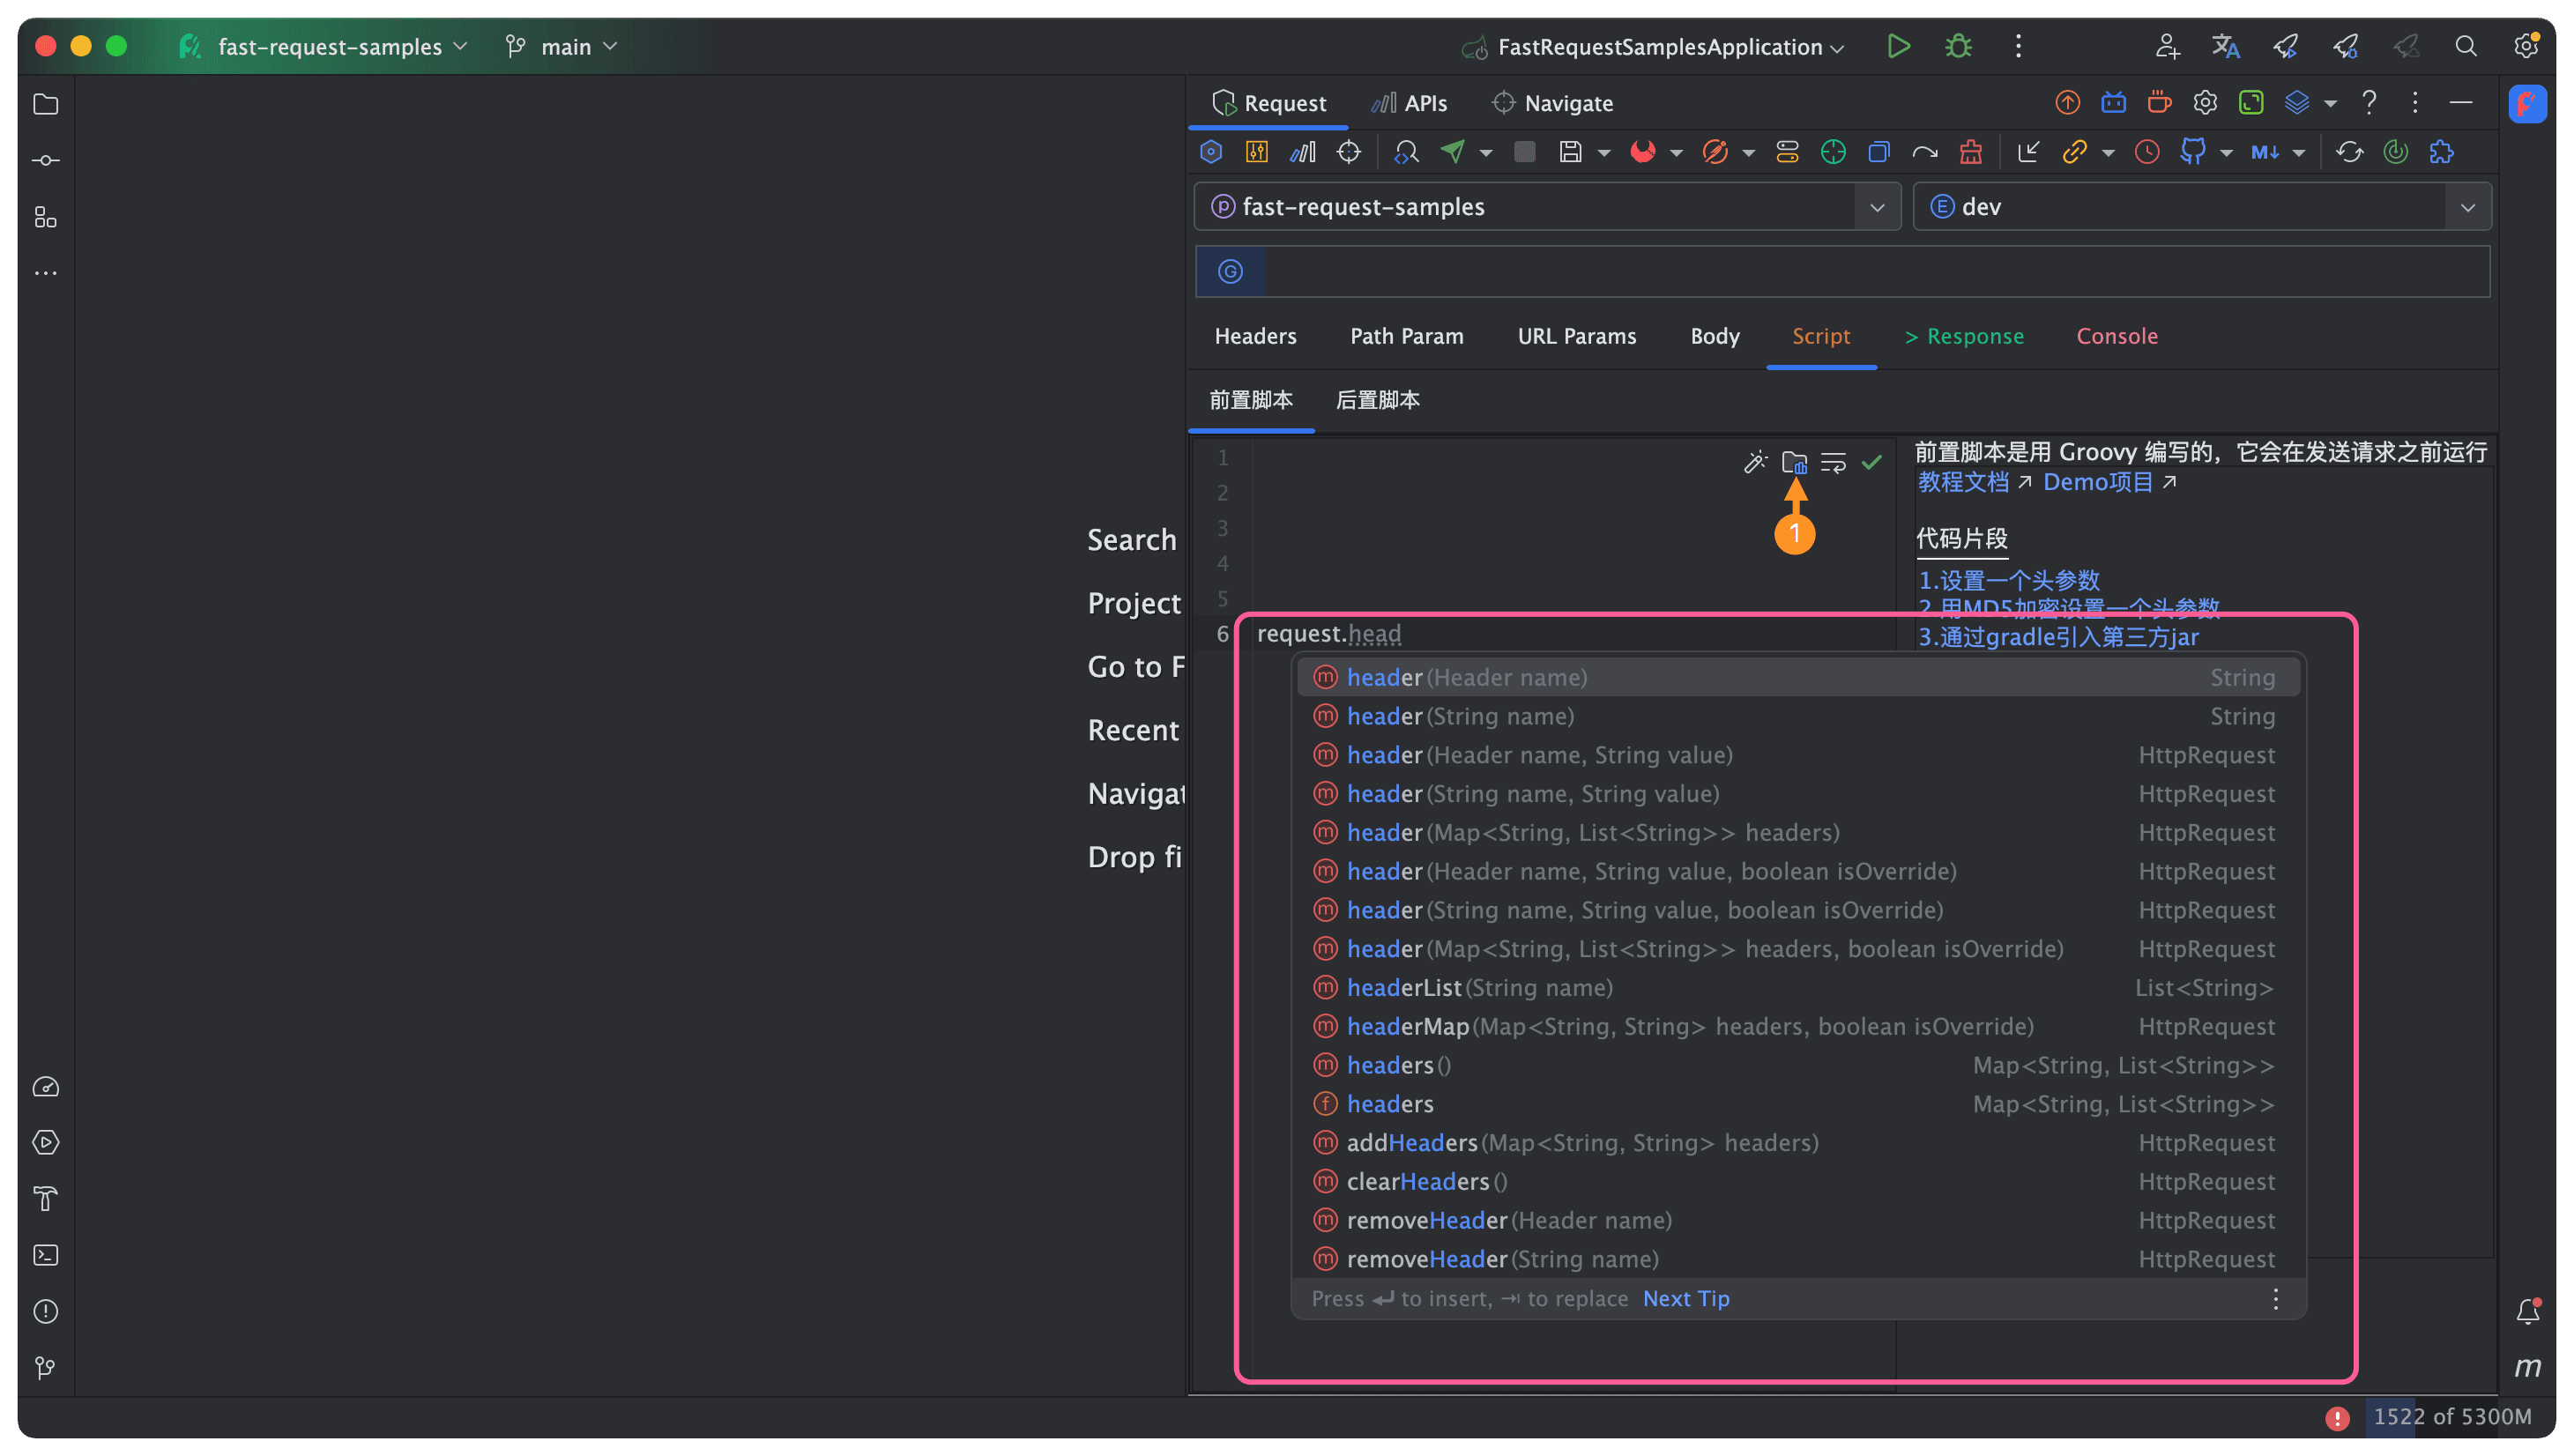 fast-request-samples
main
FastRequestSamplesApplication
Request
APIs
Navigate
fast-request-samples
dev
Headers
Path Param
URL Params
Body
Script
> Response
Console
前置脚本
后置脚本
前置脚本是用 Groovy 编写的，它会在发送请求之前运行
教程文档 ↗ Demo项目 ↗
代码片段
1.设置一个头参数
2.用MD5加密设置一个头参数
3.通过gradle引入第三方jar
1
2
3
4
5
6
1
Search
Project
Go to F
Recent
Navigat
Drop fi
request.head
header(Header name) String
header(String name) String
header(Header name, String value) HttpRequest
header(String name, String value) HttpRequest
header(Map<String, List<String>> headers) HttpRequest
header(Header name, String value, boolean isOverride) HttpRequest
header(String name, String value, boolean isOverride) HttpRequest
header(Map<String, List<String>> headers, boolean isOverride) HttpRequest
headerList(String name) List<String>
headerMap(Map<String, String> headers, boolean isOverride) HttpRequest
headers() Map<String, List<String>>
headers Map<String, List<String>>
addHeaders(Map<String, String> headers) HttpRequest
clearHeaders() HttpRequest
removeHeader(Header name) HttpRequest
removeHeader(String name) HttpRequest
Press ↵ to insert, ⇥ to replace Next Tip
1522 of 5300M